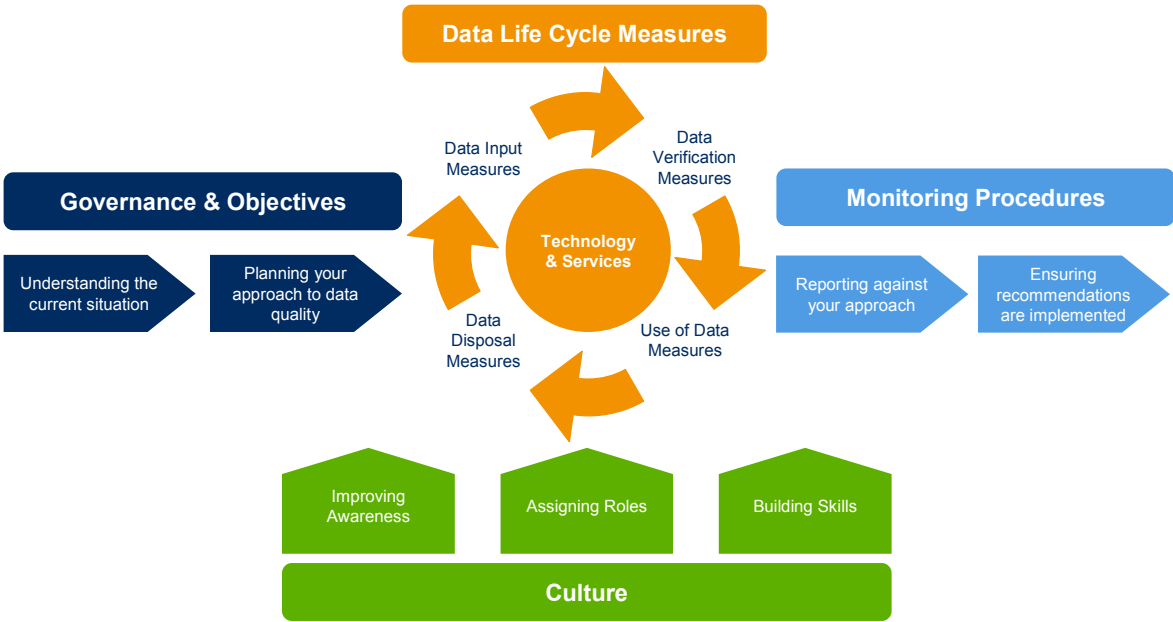 Data Life Cycle Measures
Data Input
Measures
Data
Verification
Measures
Governance & Objectives
Monitoring Procedures
Technology
& Services
Understanding the
current situation
Planning your
approach to data
quality
Reporting against
your approach
Ensuring
recommendations
are implemented
Data
Disposal
Measures
Use of Data
Measures
Improving
Awareness
Assigning Roles
Building Skills
Culture